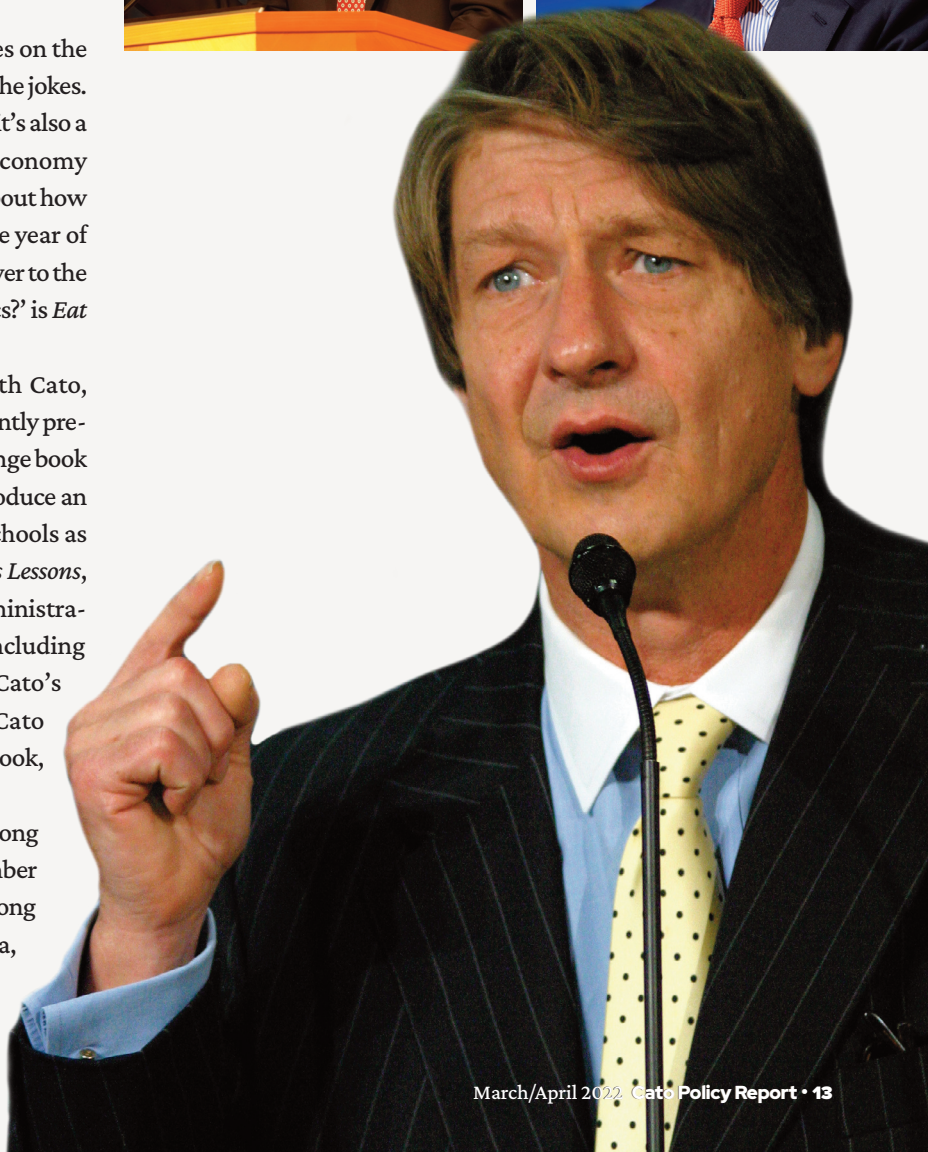 es on the
he jokes.
t’s also a
conomy
out how
e year of
ver to the
s?’ is Eat
th Cato,
ntly pre-
nge book
oduce an
chools as
s Lessons,
ministra-
ncluding
Cato’s
Cato
ook,
ong
ber
ong
a,
March/April 2022 Cato Policy Report • 13